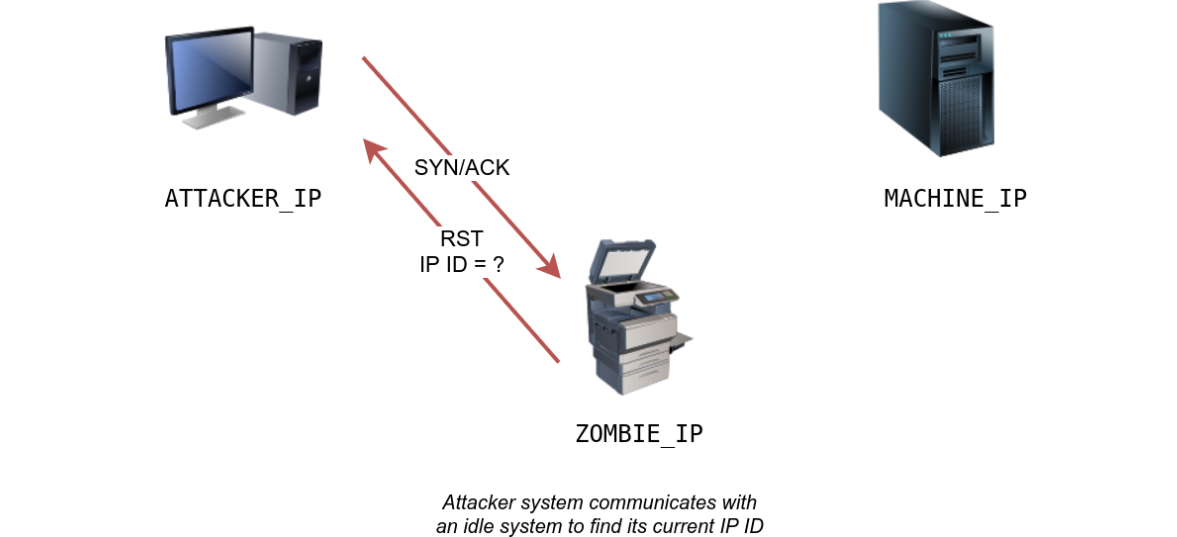 SYN/ACK
ATTACKER_IP
MACHINE_IP
RST
IP ID = ?
ZOMBIE_IP
Attacker system communicates with
an idle system to find its current IP ID